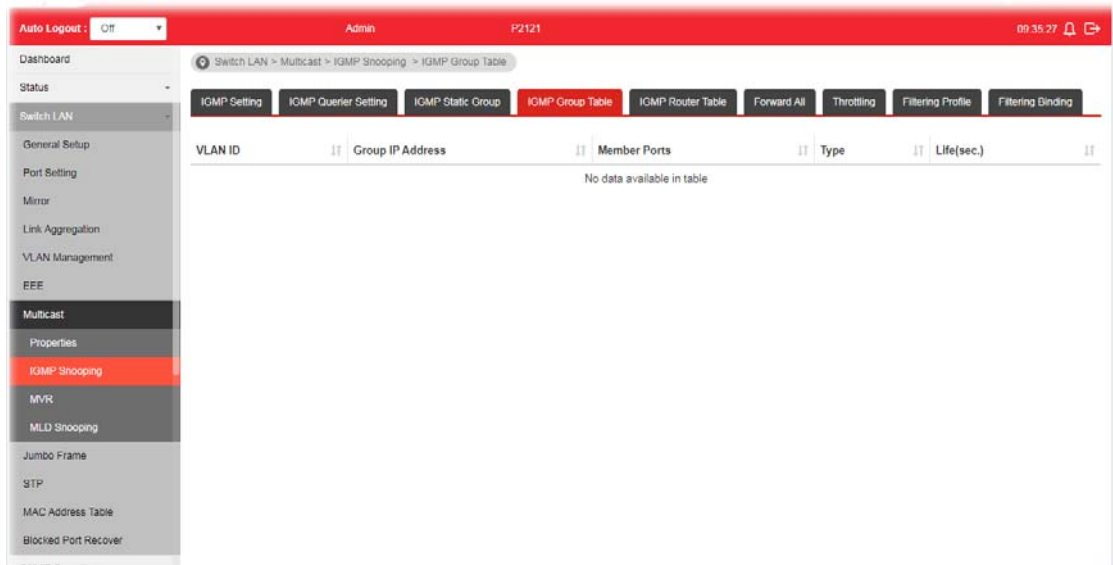 Auto Logout : Off Admin P2121 09:35:27
Dashboard
Status
Switch LAN
General Setup
Port Setting
Mirror
Link Aggregation
VLAN Management
EEE
Multicast
Properties
IGMP Snooping
MVR
MLD Snooping
Jumbo Frame
STP
MAC Address Table
Blocked Port Recover
Switch LAN > Multicast > IGMP Snooping > IGMP Group Table
IGMP Setting IGMP Querier Setting IGMP Static Group IGMP Group Table IGMP Router Table Forward All Throttling Filtering Profile Filtering Binding
VLAN ID Group IP Address Member Ports Type Life(sec.)
No data available in table